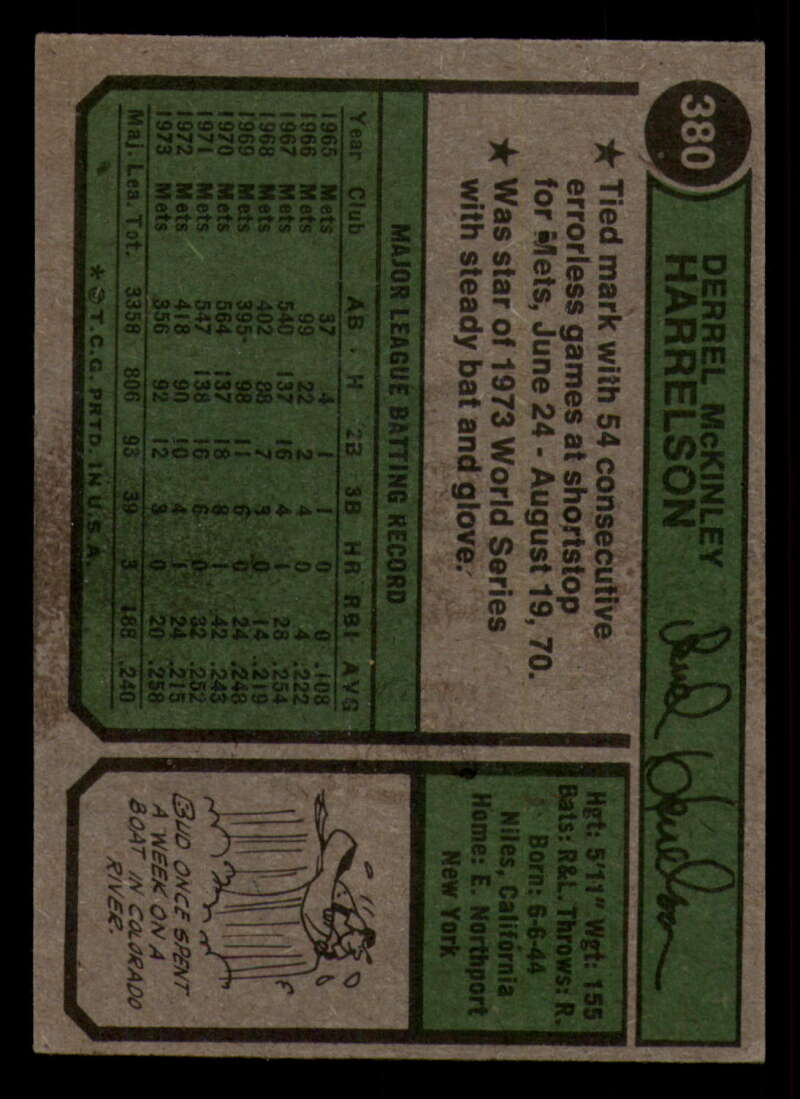 380
DERREL McKINLEY
HARRELSON
Bud Harrelson
★ Tied mark with 54 consecutive
errorless games at shortstop
for Mets, June 24 - August 19, 70.
★ Was star of 1973 World Series
with steady bat and glove.
Hgt: 5'11" Wgt: 155
Bats: R&L. Throws: R.
Born: 6-6-44
Niles, California
Home: E. Northport
New York
MAJOR LEAGUE BATTING RECORD
Year Club AB H 2B 3B HR RBI AVG
1965 Mets 37 4 1 1 0 0 .108
1966 Mets 99 22 2 4 0 4 .222
1967 Mets 540 137 16 4 1 28 .254
1968 Mets 402 88 7 3 0 14 .219
1969 Mets 395 98 11 6 0 24 .248
1970 Mets 564 137 18 8 1 42 .243
1971 Mets 547 138 16 6 0 32 .252
1972 Mets 418 90 10 4 1 24 .215
1973 Mets 356 92 12 3 0 20 .258
Maj. Lea. Tot. 3358 806 93 39 3 188 .240
* © T.C.G. PRTD. IN U.S.A.
BUD ONCE SPENT
A WEEK ON A
BOAT IN COLORADO
RIVER.